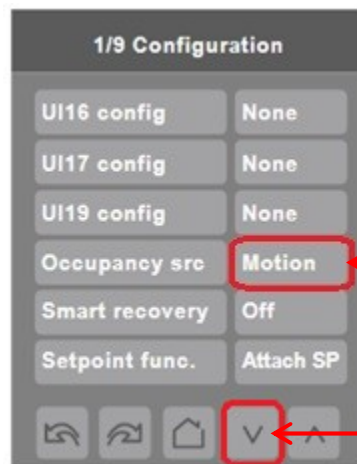 1/9 Configuration
UI16 config None
UI17 config None
UI19 config None
Occupancy src Motion
Smart recovery Off
Setpoint func. Attach SP